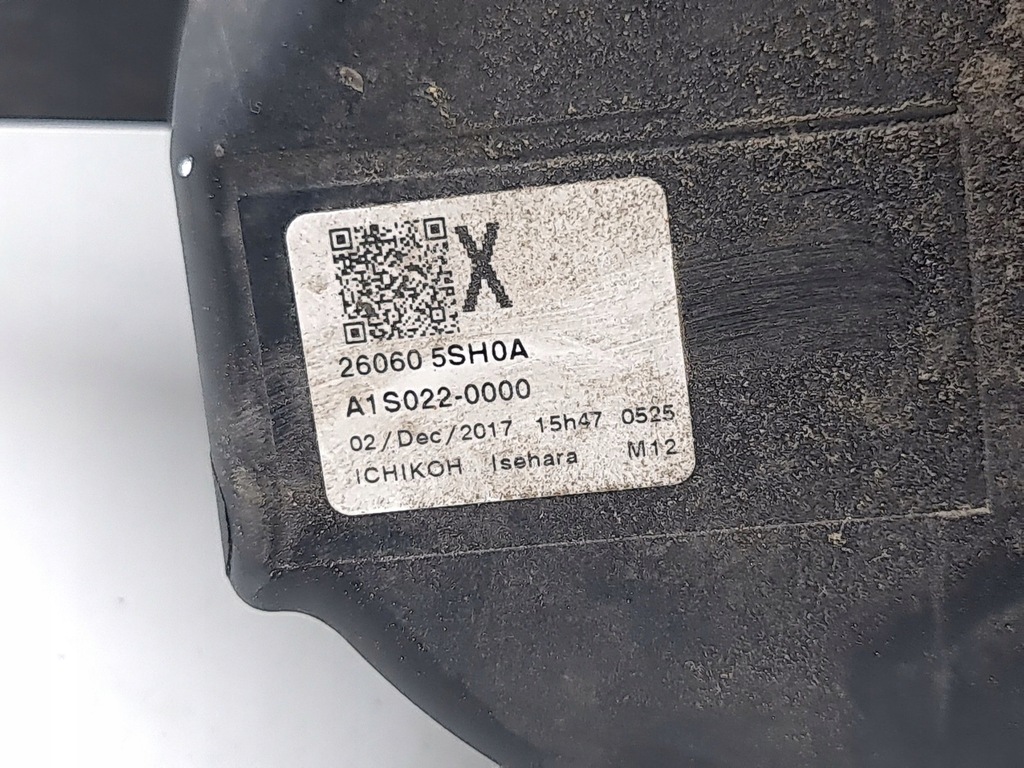 X
26060 5SH0A
A1S022-0000
02/Dec/2017 15h47 0525
ICHIKOH Isehara M12